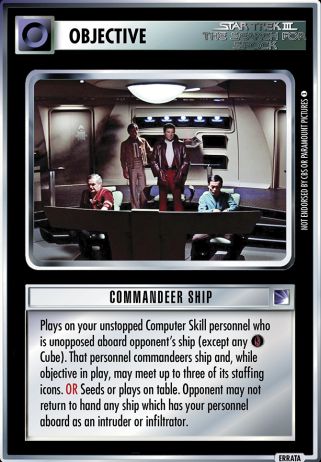 OBJECTIVE
STAR TREK III
THE SEARCH FOR
SPOCK
NOT ENDORSED BY CBS OR PARAMOUNT PICTURES
COMMANDEER SHIP
Plays on your unstopped Computer Skill personnel who
is unopposed aboard opponent's ship (except any
Cube). That personnel commandeers ship and, while
objective in play, may meet up to three of its staffing
icons. OR Seeds or plays on table. Opponent may not
return to hand any ship which has your personnel
aboard as an intruder or infiltrator.
ERRATA